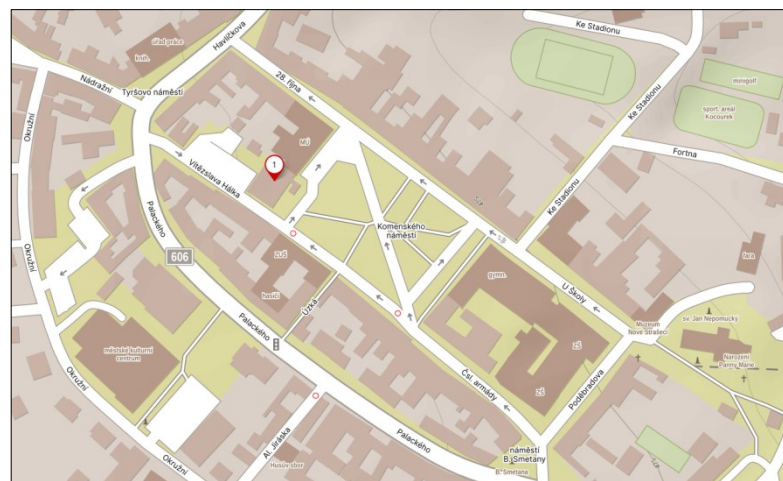 úřad práce
Havlíčkova
Ke Stadionu
Nádražní
Tyršovo náměstí
28. října
Ke Stadionu
minigolf
sport. areál
Kocourek
Okružní
MÚ
1
Vítězslava Hálka
Fortna
Ke Stadionu
Palackého
Komenského
náměstí
606
ZUŠ
gymn.
fara
Okružní
hasiči
Úzká
U Školy
sv. Jan Nepomucký
Muzeum
Nové Strašecí
městské kulturní
centrum
ZŠ
Narození
Panny Marie
Palackého
Čsl. armády
ZŠ
Poděbradova
Okružní
Al. Jiráska
Palackého
náměstí
B. Smetany
Husův sbor
B. Smetana